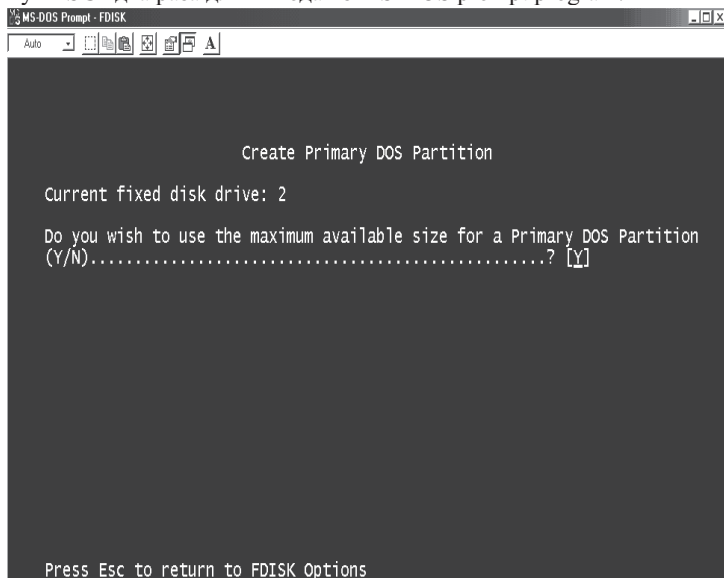 MS-DOS Prompt - FDISK
Auto
A
Create Primary DOS Partition
Current fixed disk drive: 2
Do you wish to use the maximum available size for a Primary DOS Partition
(Y/N)...................................................? [Y]
Press Esc to return to FDISK Options